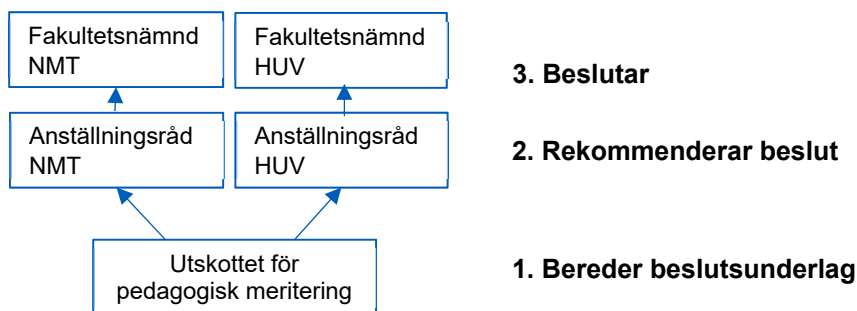 Fakultetsnämnd
NMT
Fakultetsnämnd
HUV
3. Beslutar
Anställningsråd
NMT
Anställningsråd
HUV
2. Rekommenderar beslut
Utskottet för
pedagogisk meritering
1. Bereder beslutsunderlag